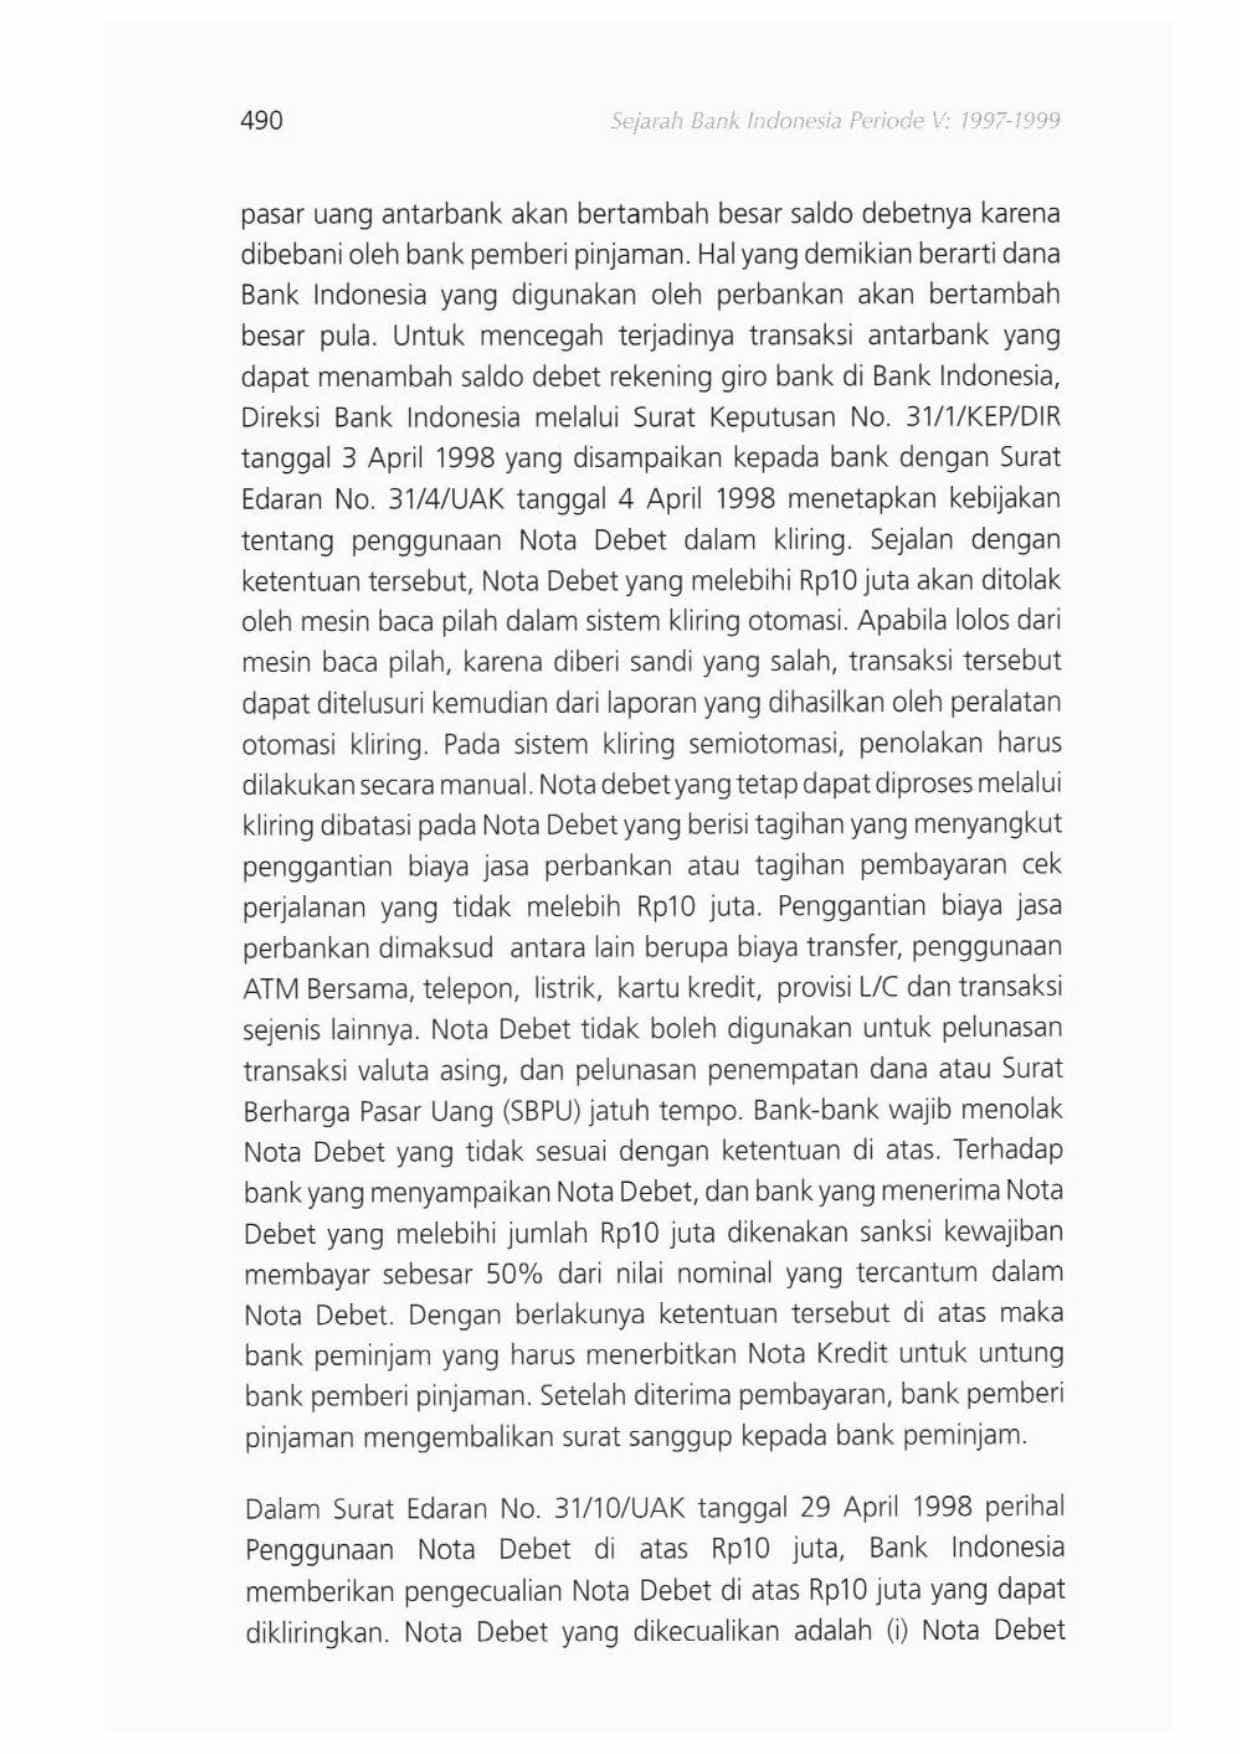 490
Sejarah Bank Indonesia Periode V: 1997-1999
pasar uang antarbank akan bertambah besar saldo debetnya karena
dibebani oleh bank pemberi pinjaman. Hal yang demikian berarti dana
Bank Indonesia yang digunakan oleh perbankan akan bertambah
besar pula. Untuk mencegah terjadinya transaksi antarbank yang
dapat menambah saldo debet rekening giro bank di Bank Indonesia,
Direksi Bank Indonesia melalui Surat Keputusan No. 31/1/KEP/DIR
tanggal 3 April 1998 yang disampaikan kepada bank dengan Surat
Edaran No. 31/4/UAK tanggal 4 April 1998 menetapkan kebijakan
tentang penggunaan Nota Debet dalam kliring. Sejalan dengan
ketentuan tersebut, Nota Debet yang melebihi Rp10 juta akan ditolak
oleh mesin baca pilah dalam sistem kliring otomasi. Apabila lolos dari
mesin baca pilah, karena diberi sandi yang salah, transaksi tersebut
dapat ditelusuri kemudian dari laporan yang dihasilkan oleh peralatan
otomasi kliring. Pada sistem kliring semiotomasi, penolakan harus
dilakukan secara manual. Nota debet yang tetap dapat diproses melalui
kliring dibatasi pada Nota Debet yang berisi tagihan yang menyangkut
penggantian biaya jasa perbankan atau tagihan pembayaran cek
perjalanan yang tidak melebih Rp10 juta. Penggantian biaya jasa
perbankan dimaksud antara lain berupa biaya transfer, penggunaan
ATM Bersama, telepon, listrik, kartu kredit, provisi L/C dan transaksi
sejenis lainnya. Nota Debet tidak boleh digunakan untuk pelunasan
transaksi valuta asing, dan pelunasan penempatan dana atau Surat
Berharga Pasar Uang (SBPU) jatuh tempo. Bank-bank wajib menolak
Nota Debet yang tidak sesuai dengan ketentuan di atas. Terhadap
bank yang menyampaikan Nota Debet, dan bank yang menerima Nota
Debet yang melebihi jumlah Rp10 juta dikenakan sanksi kewajiban
membayar sebesar 50% dari nilai nominal yang tercantum dalam
Nota Debet. Dengan berlakunya ketentuan tersebut di atas maka
bank peminjam yang harus menerbitkan Nota Kredit untuk untung
bank pemberi pinjaman. Setelah diterima pembayaran, bank pemberi
pinjaman mengembalikan surat sanggup kepada bank peminjam.
Dalam Surat Edaran No. 31/10/UAK tanggal 29 April 1998 perihal
Penggunaan Nota Debet di atas Rp10 juta, Bank Indonesia
memberikan pengecualian Nota Debet di atas Rp10 juta yang dapat
dikliringkan. Nota Debet yang dikecualikan adalah (i) Nota Debet